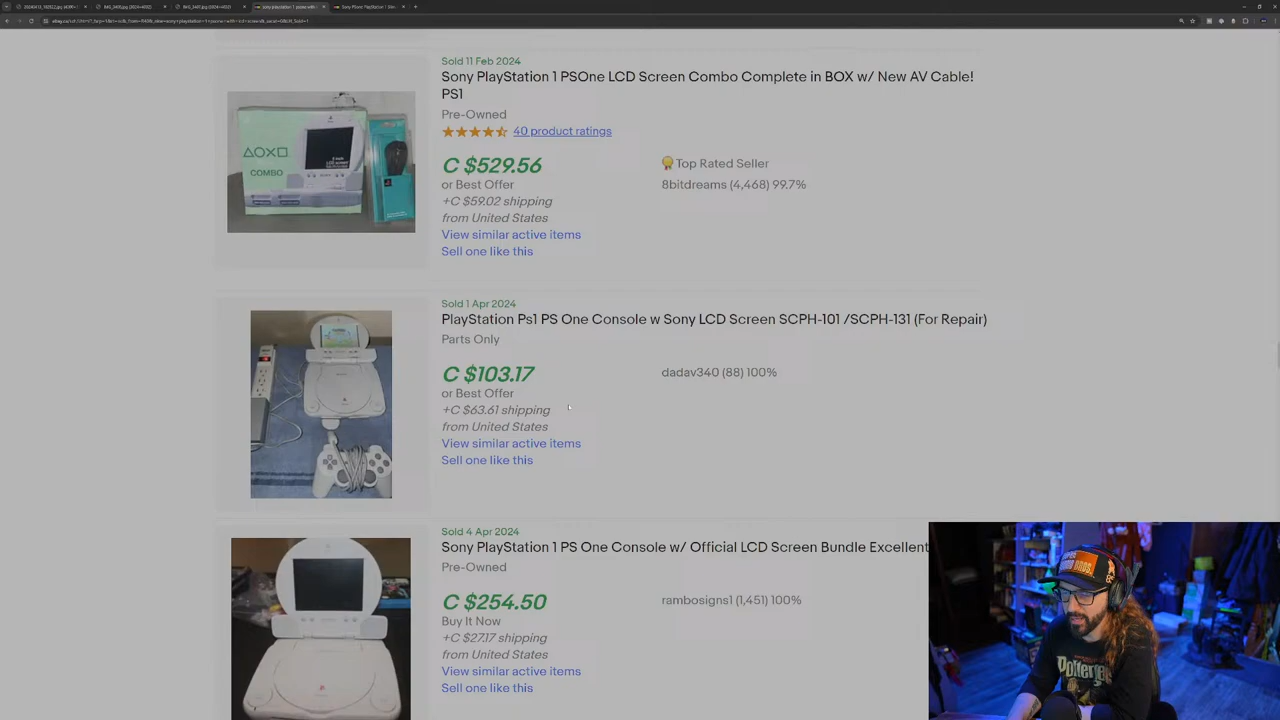 Sold 11 Feb 2024
Sony PlayStation 1 PSOne LCD Screen Combo Complete in BOX w/ New AV Cable!
PS1
Pre-Owned
40 product ratings
C $529.56
Top Rated Seller
or Best Offer
8bitdreams (4,468) 99.7%
+C $59.02 shipping
from United States
View similar active items
Sell one like this
COMBO
Sold 1 Apr 2024
PlayStation Ps1 PS One Console w Sony LCD Screen SCPH-101 /SCPH-131 (For Repair)
Parts Only
C $103.17
dadav340 (88) 100%
or Best Offer
+C $63.61 shipping
from United States
View similar active items
Sell one like this
Sold 4 Apr 2024
Sony PlayStation 1 PS One Console w/ Official LCD Screen Bundle Excellent
Pre-Owned
C $254.50
rambosigns1 (1,451) 100%
Buy It Now
+C $27.17 shipping
from United States
View similar active items
Sell one like this